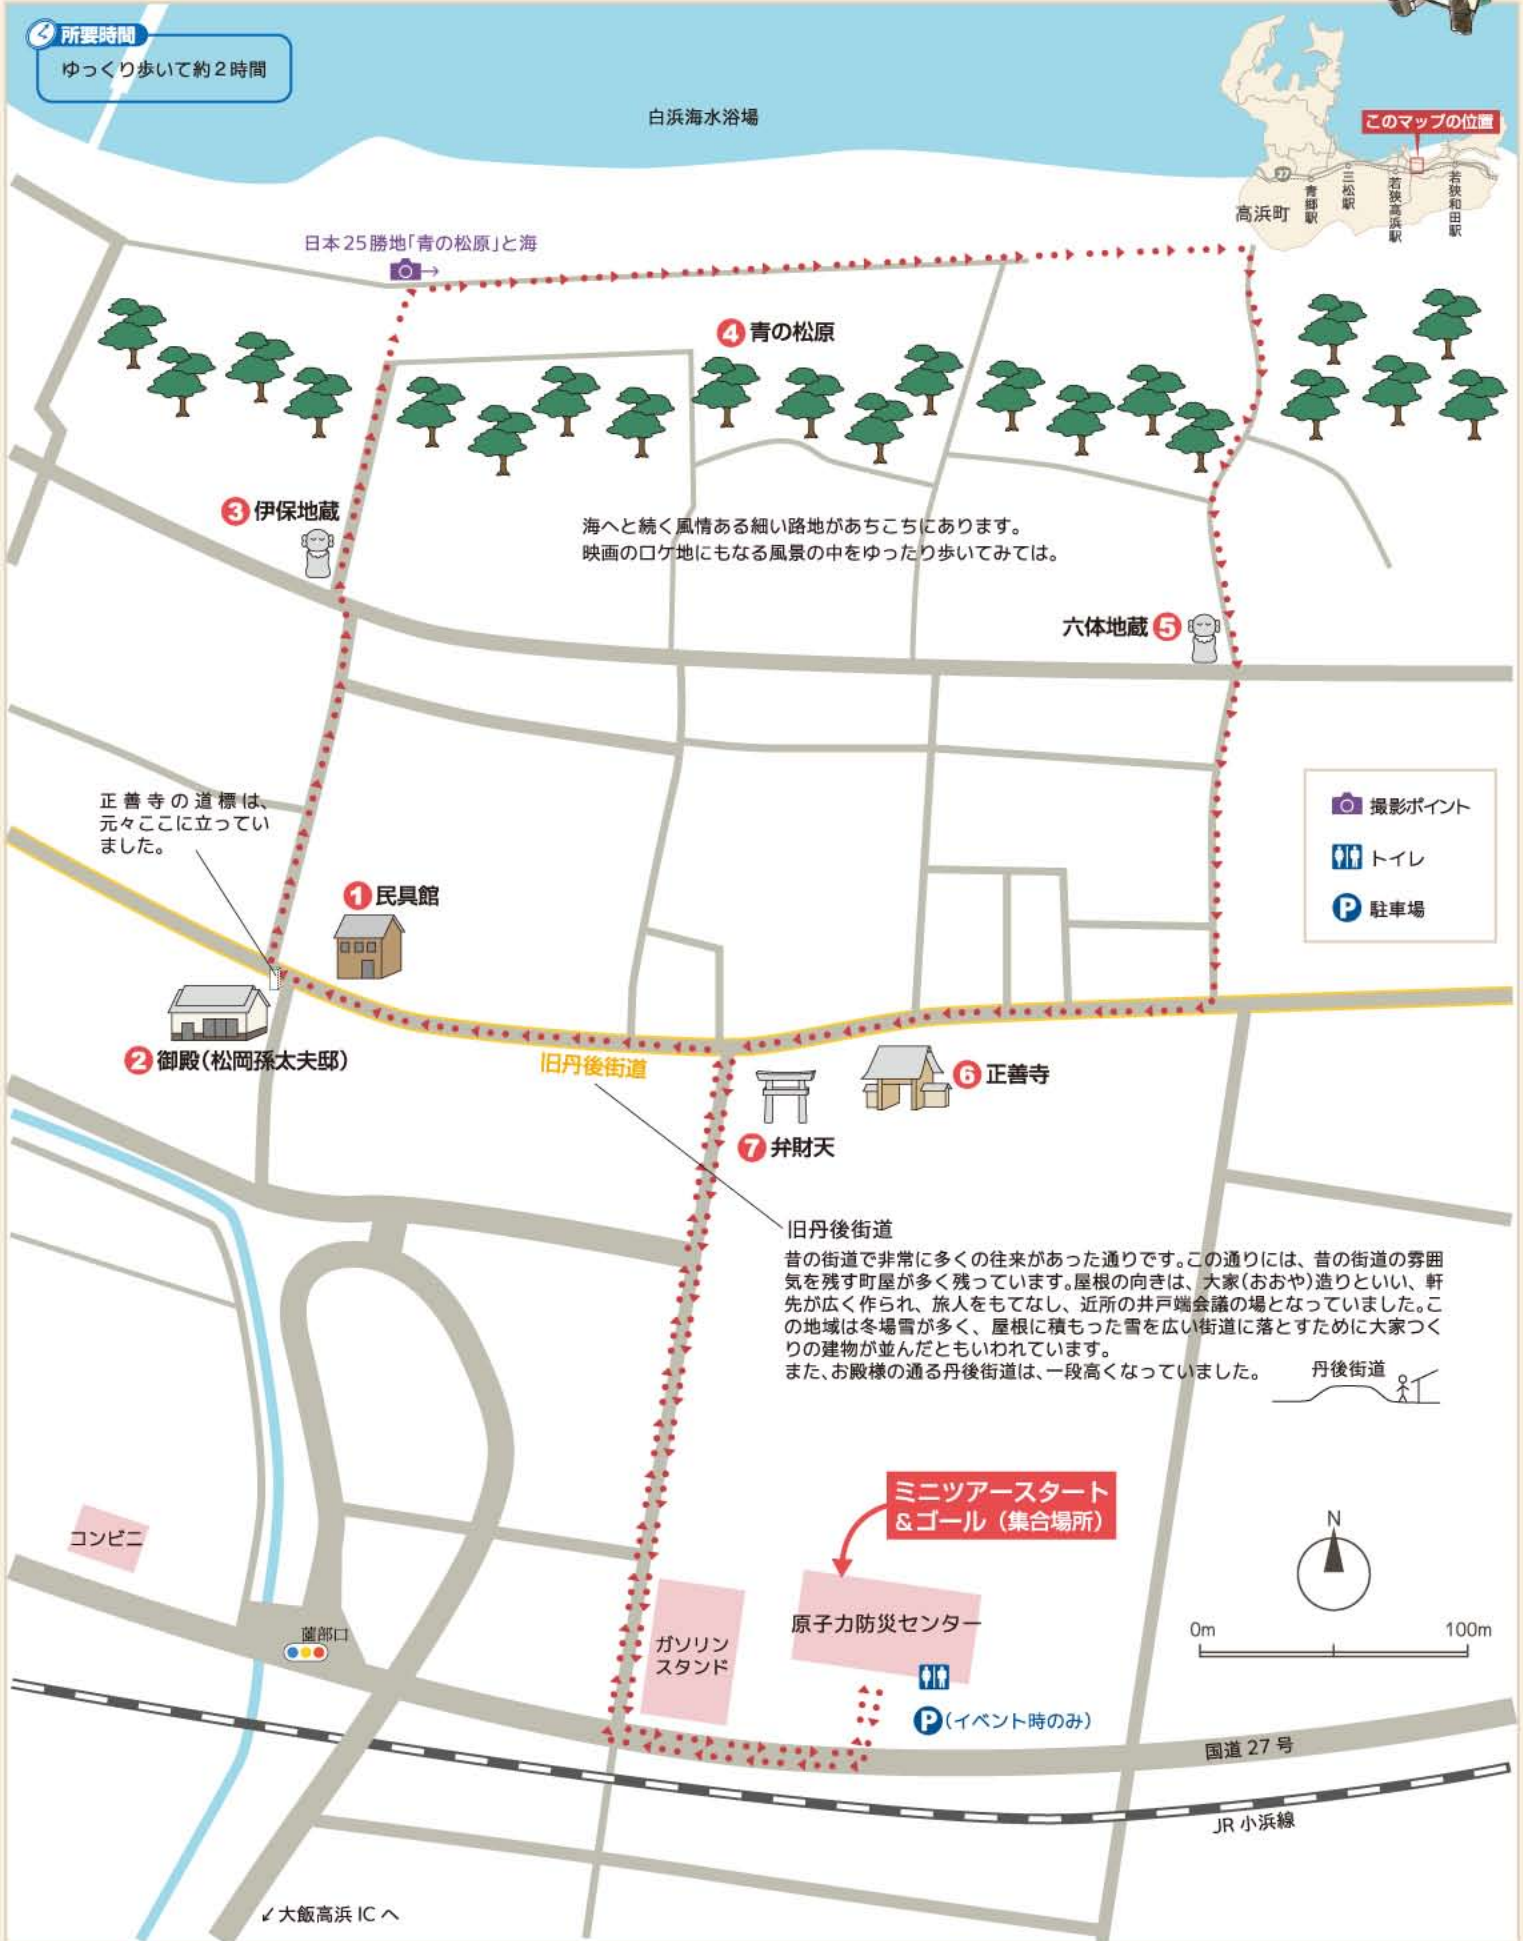 所要時間
ゆっくり歩いて約2時間
白浜海水浴場
このマップの位置
27
青郷駅
三松駅
若狭高浜駅
若狭和田駅
高浜町
日本25勝地「青の松原」と海
4 青の松原
3 伊保地蔵
海へと続く風情ある細い路地があちこちにあります。
映画のロケ地にもなる風景の中をゆったり歩いてみては。
六体地蔵 5
正善寺の道標は、
元々ここに立ってい
ました。
撮影ポイント
トイレ
P 駐車場
1 民具館
2 御殿(松岡孫太夫邸)
旧丹後街道
6 正善寺
7 弁財天
旧丹後街道
昔の街道で非常に多くの往来があった通りです。この通りには、昔の街道の雰囲
気を残す町屋が多く残っています。屋根の向きは、大家(おおや)造りといい、軒
先が広く作られ、旅人をもてなし、近所の井戸端会議の場となっていました。こ
の地域は冬場雪が多く、屋根に積もった雪を広い街道に落とすために大家つく
りの建物が並んだともいわれています。
また、お殿様の通る丹後街道は、一段高くなっていました。
丹後街道
ミニツアースタート
&ゴール(集合場所)
コンビニ
N
原子力防災センター
0m 100m
薗部口
ガソリン
スタンド
P(イベント時のみ)
国道27号
JR小浜線
↙大飯高浜ICへ